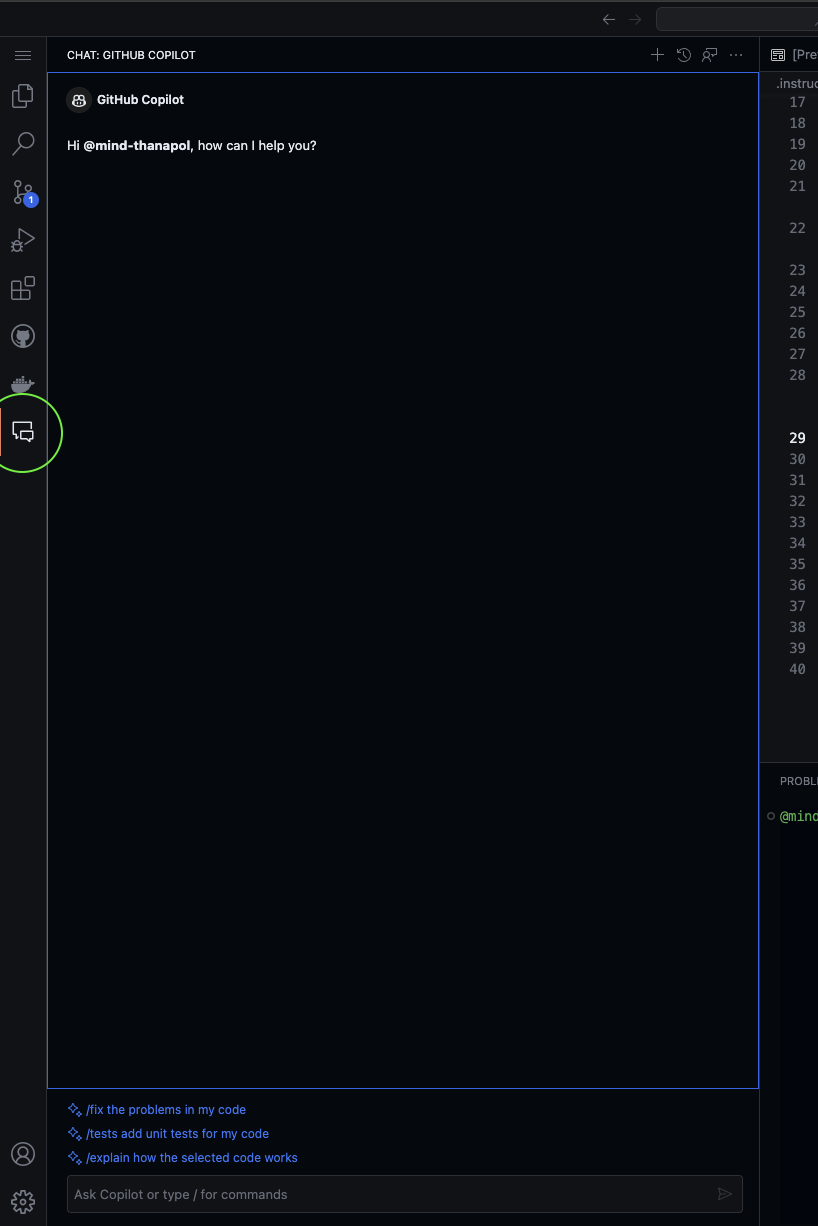 CHAT: GITHUB COPILOT
[Pre
.instruc
GitHub Copilot
Hi @mind-thanapol, how can I help you?
1
17
18
19
20
21
22
23
24
25
26
27
28
29
30
31
32
33
34
35
36
37
38
39
40
PROBL
@mind
/fix the problems in my code
/tests add unit tests for my code
/explain how the selected code works
Ask Copilot or type / for commands